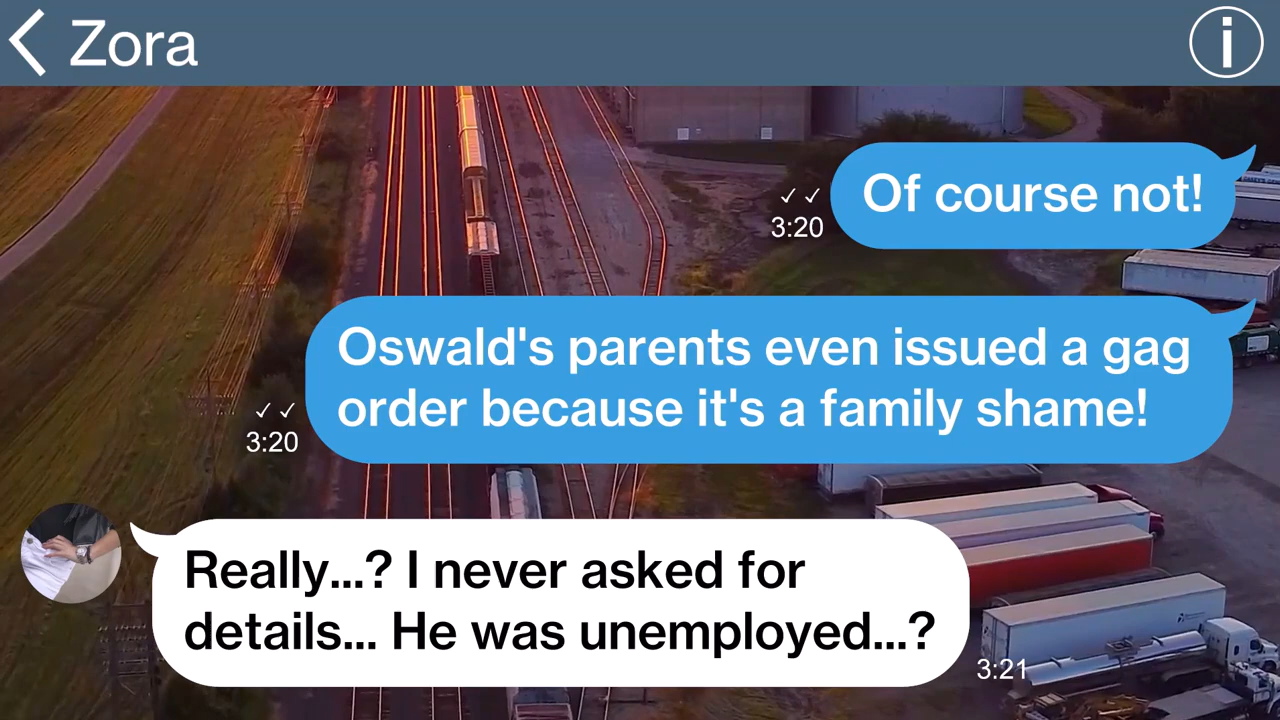 Zora
i
Of course not!
✓✓
3:20
Oswald's parents even issued a gag
order because it's a family shame!
✓✓
3:20
Really...? I never asked for
details... He was unemployed...?
3:21